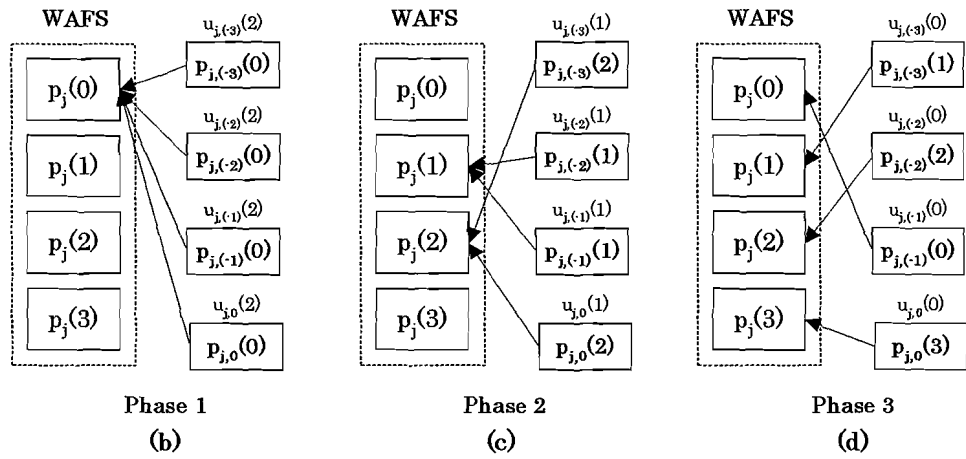 WAFS
p_j(0)
p_j(1)
p_j(2)
p_j(3)
u_{j,(-3)}(2)
p_{j,(-3)}(0)
u_{j,(-2)}(2)
p_{j,(-2)}(0)
u_{j,(-1)}(2)
p_{j,(-1)}(0)
u_{j,0}(2)
p_{j,0}(0)
Phase 1
(b)
WAFS
p_j(0)
p_j(1)
p_j(2)
p_j(3)
u_{j,(-3)}(1)
p_{j,(-3)}(2)
u_{j,(-2)}(1)
p_{j,(-2)}(1)
u_{j,(-1)}(1)
p_{j,(-1)}(1)
u_{j,0}(1)
p_{j,0}(2)
Phase 2
(c)
WAFS
p_j(0)
p_j(1)
p_j(2)
p_j(3)
u_{j,(-3)}(0)
p_{j,(-3)}(1)
u_{j,(-2)}(0)
p_{j,(-2)}(2)
u_{j,(-1)}(0)
p_{j,(-1)}(0)
u_{j,0}(0)
p_{j,0}(3)
Phase 3
(d)